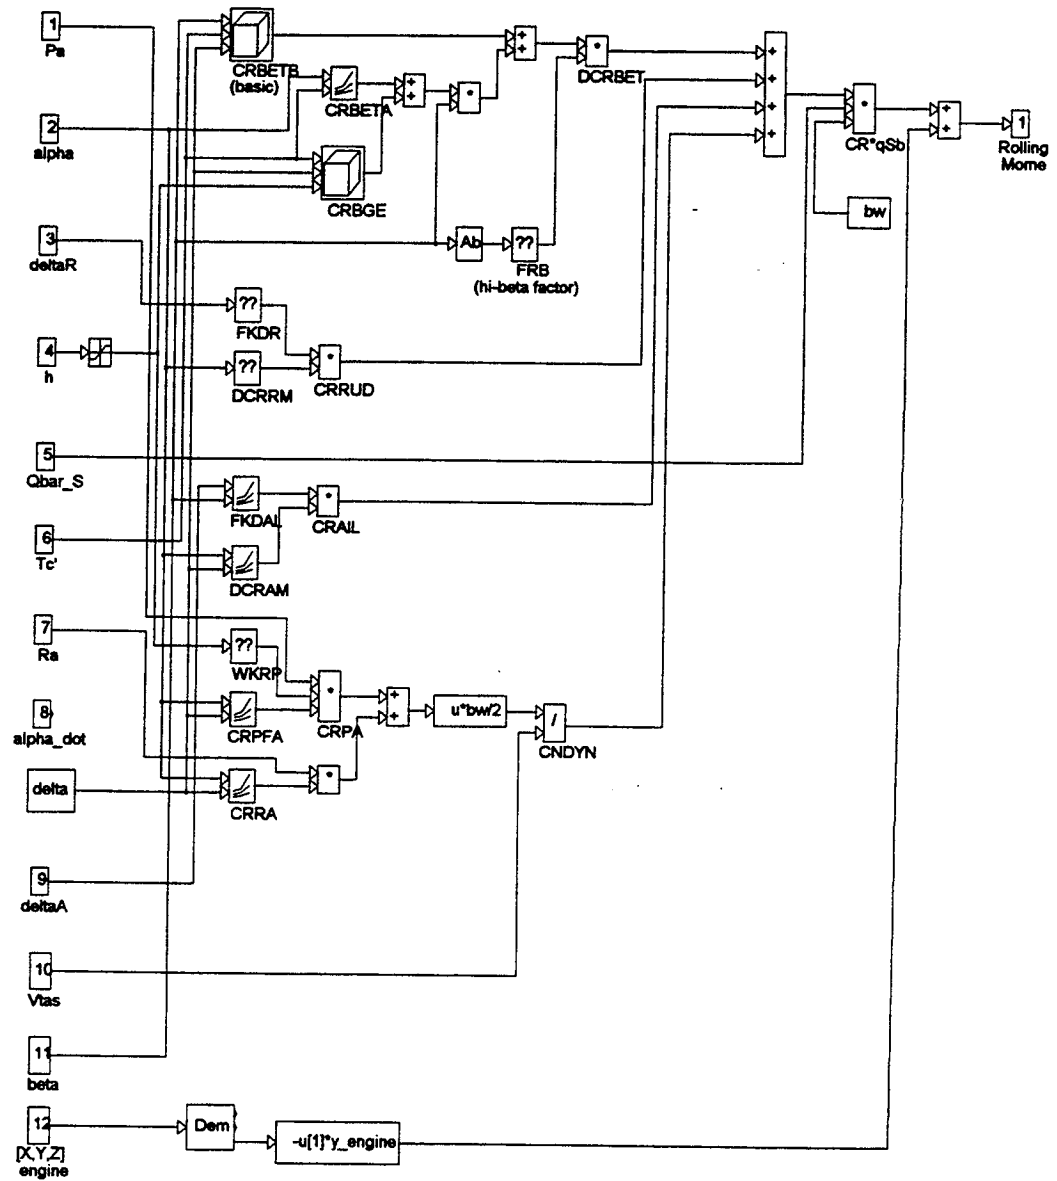 1
Pa
2
alpha
3
deltaR
4
h
5
Qbar_S
6
Tc'
7
Ra
8
alpha_dot
delta
9
deltaA
10
Vtas
11
beta
12
[X,Y,Z]
engine
CRBETB
(basic)
CRBETA
+
+
*
CRBGE
+
+
*
DCRBET
Ab
??
FRB
(hi-beta factor)
??
FKDR
??
DCRRM
*
CRRUD
FKDAL
*
CRAIL
DCRAM
??
WKRP
CRPFA
*
CRPA
CRRA
*
+
+
u*bw/2
/
CNDYN
Dem
-u[1]*y_engine
+
+
+
+
*
CR*qSb
bw
+
+
1
Rolling
Mome